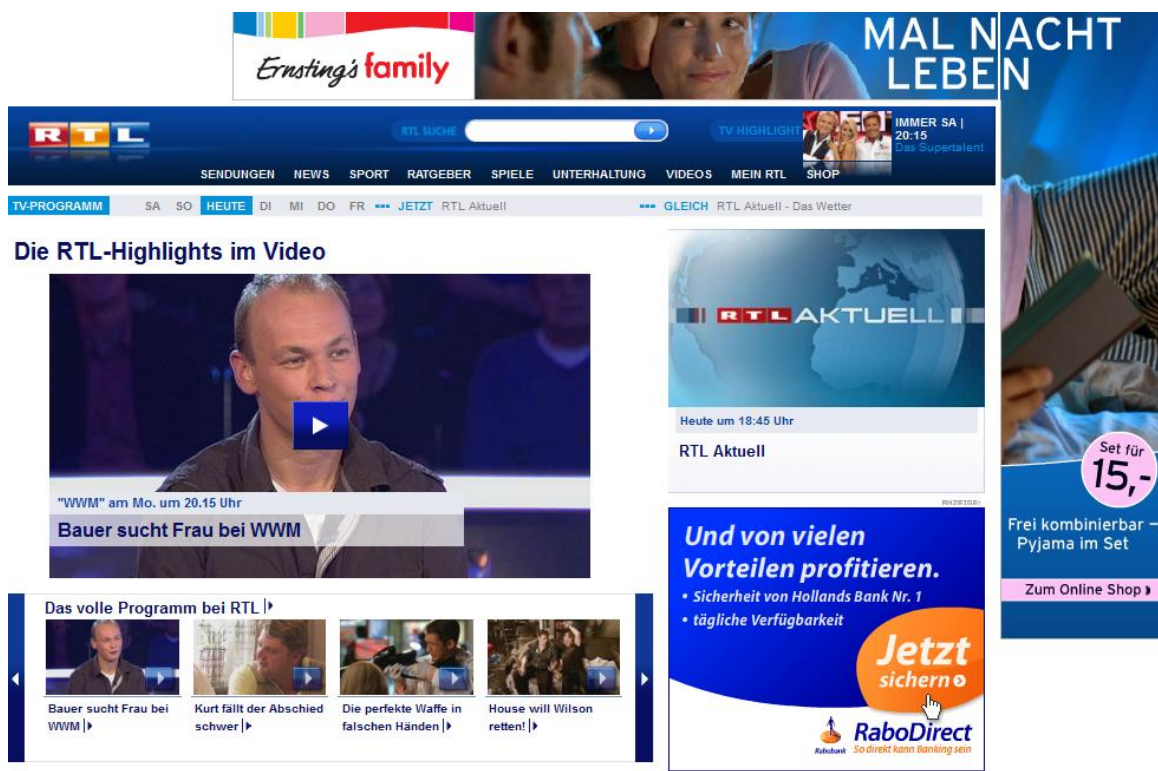 Ernsting's family
MAL NACHT
LEBEN
RTL
RTL SUCHE
TV HIGHLIGHT
IMMER SA |
20:15
Das Supertalent
SENDUNGEN NEWS SPORT RATGEBER SPIELE UNTERHALTUNG VIDEOS MEIN RTL SHOP
TV-PROGRAMM SA SO HEUTE DI MI DO FR JETZT RTL Aktuell GLEICH RTL Aktuell - Das Wetter
Die RTL-Highlights im Video
"WWM" am Mo. um 20.15 Uhr
Bauer sucht Frau bei WWM
RTL AKTUELL
Heute um 18:45 Uhr
RTL Aktuell
ANZEIGE:
Und von vielen
Vorteilen profitieren.
• Sicherheit von Hollands Bank Nr. 1
• tägliche Verfügbarkeit
Jetzt
sichern
Rabobank
RaboDirect
So direkt kann Banking sein
Set für
15,-
Frei kombinierbar –
Pyjama im Set
Zum Online Shop
Das volle Programm bei RTL
Bauer sucht Frau bei
WWM
Kurt fällt der Abschied
schwer
Die perfekte Waffe in
falschen Händen
House will Wilson
retten!